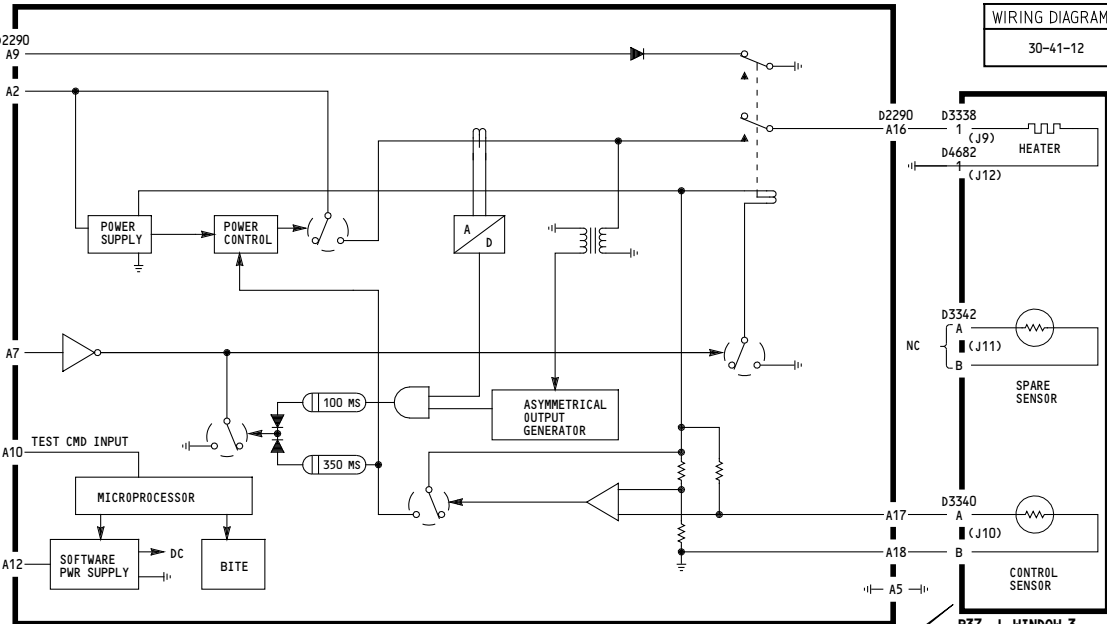 WIRING DIAGRAM
30-41-12
D2290
A9
A2
D2290
A16
D3338
1
(J9)
HEATER
D4682
1
(J12)
POWER SUPPLY
POWER CONTROL
A
D
A7
D3342
NC
A
(J11)
B
SPARE SENSOR
100 MS
ASYMMETRICAL OUTPUT GENERATOR
A10
TEST CMD INPUT
350 MS
MICROPROCESSOR
A17
D3340
A
(J10)
A18
B
A12
SOFTWARE PWR SUPPLY
DC
BITE
A5
CONTROL SENSOR